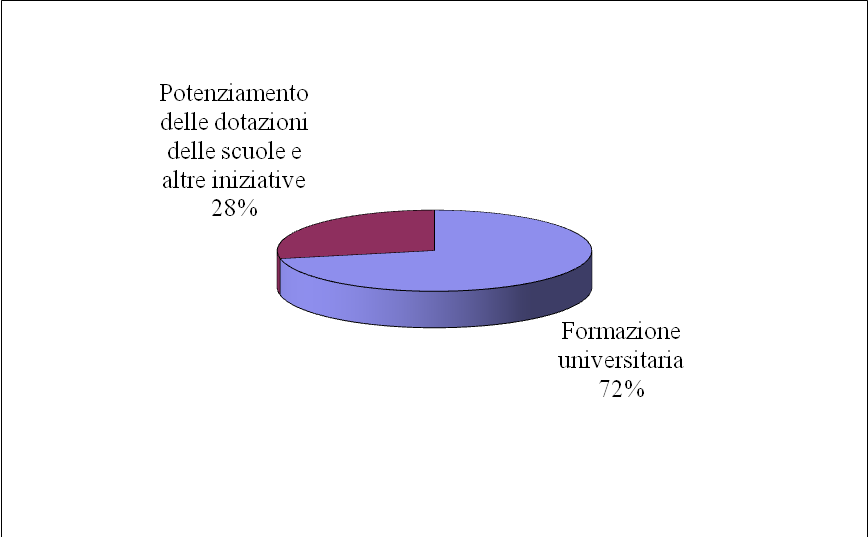 Potenziamento
delle dotazioni
delle scuole e
altre iniziative
28%
Formazione
universitaria
72%